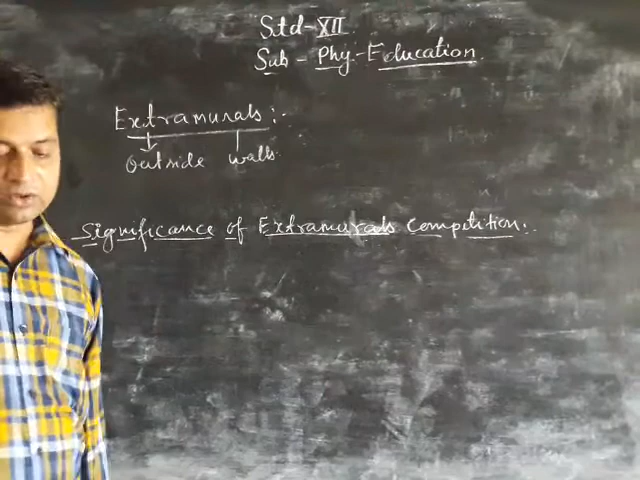 Std-XII
Sub - Phy-Education
Extramurals:-
Outside walls
Significance of Extramurals Competition:-